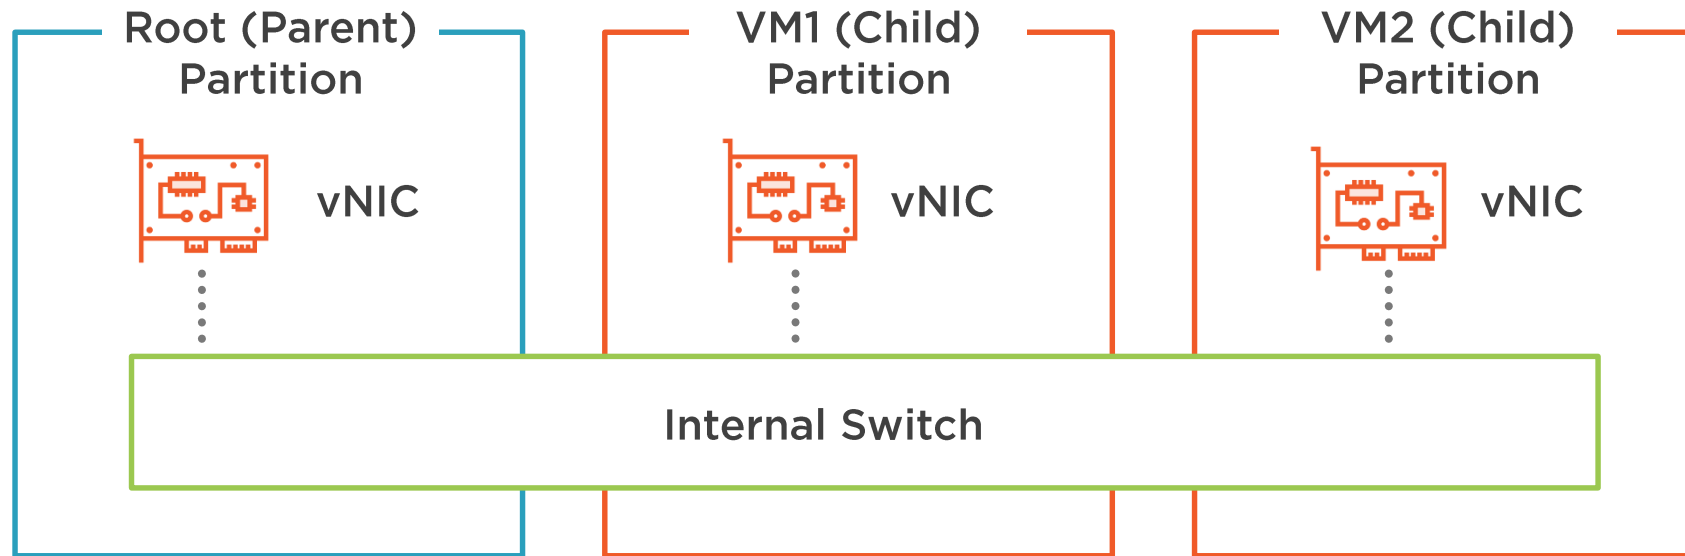 Root (Parent)
Partition
VM1 (Child)
Partition
VM2 (Child)
Partition
vNIC
vNIC
vNIC
Internal Switch